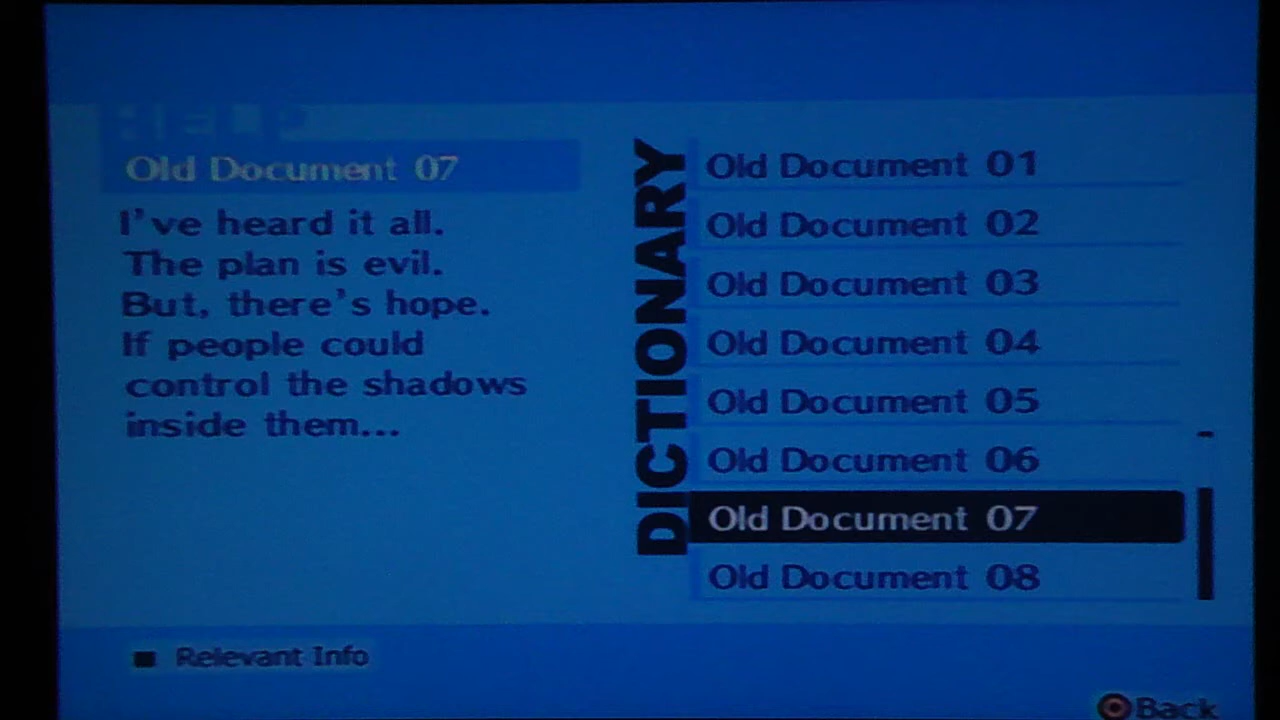 HELP
Old Document 07
I've heard it all.
The plan is evil.
But, there's hope.
If people could
control the shadows
inside them...
DICTIONARY
Old Document 01
Old Document 02
Old Document 03
Old Document 04
Old Document 05
Old Document 06
Old Document 07
Old Document 08
Relevant Info
Back